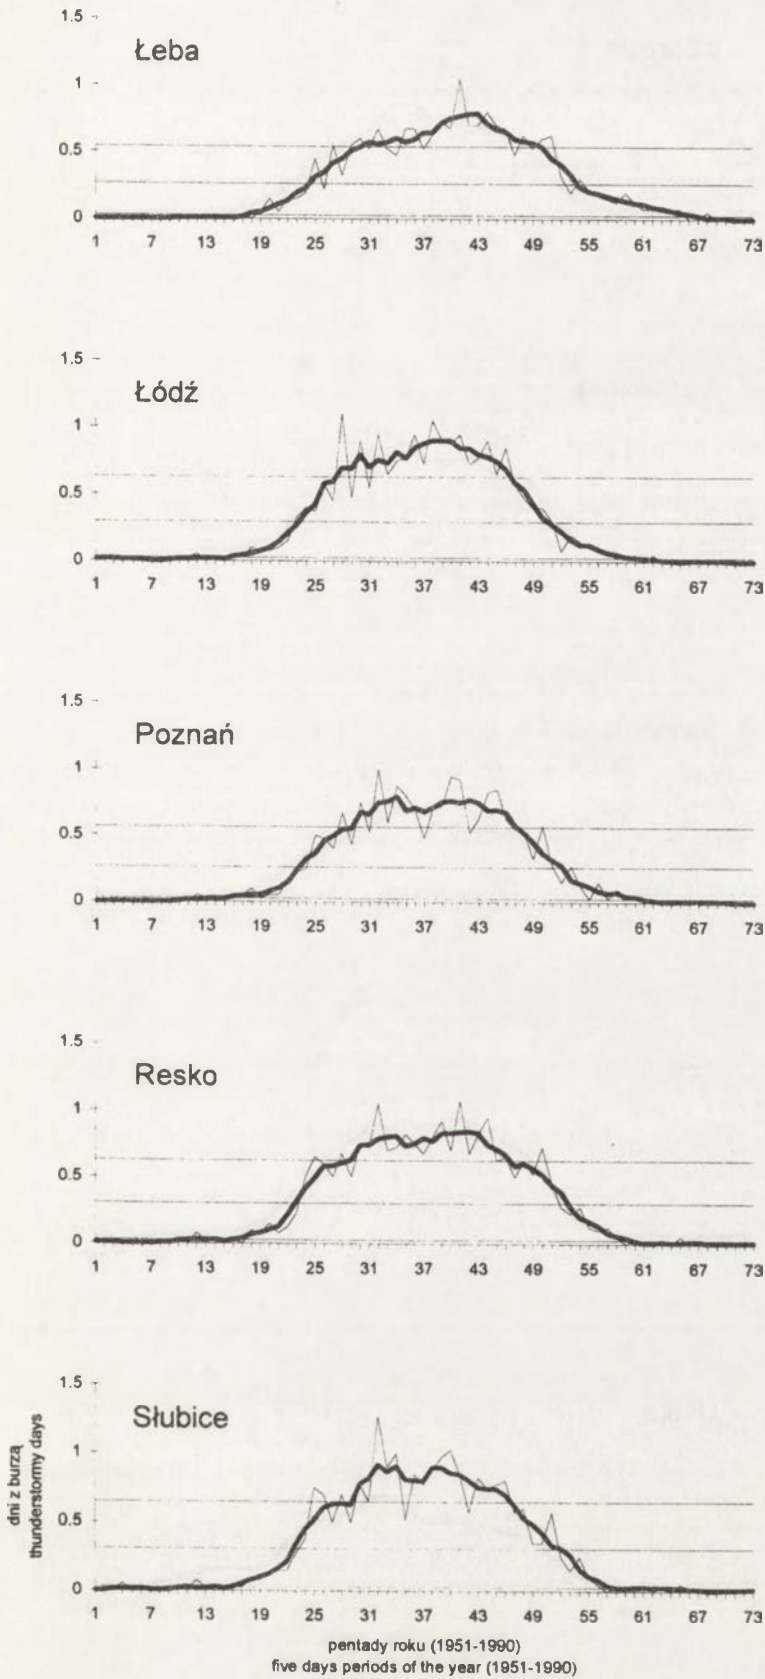 1.5
Łeba
1
0.5
0
1 7 13 19 25 31 37 43 49 55 61 67 73
1.5
Łódź
1
0.5
0
1 7 13 19 25 31 37 43 49 55 61 67 73
1.5
Poznań
1
0.5
0
1 7 13 19 25 31 37 43 49 55 61 67 73
1.5
Resko
1
0.5
0
1 7 13 19 25 31 37 43 49 55 61 67 73
1.5
Słubice
1
0.5
0
dni z burzą
thunderstormy days
1 7 13 19 25 31 37 43 49 55 61 67 73
pentady roku (1951-1990)
five days periods of the year (1951-1990)